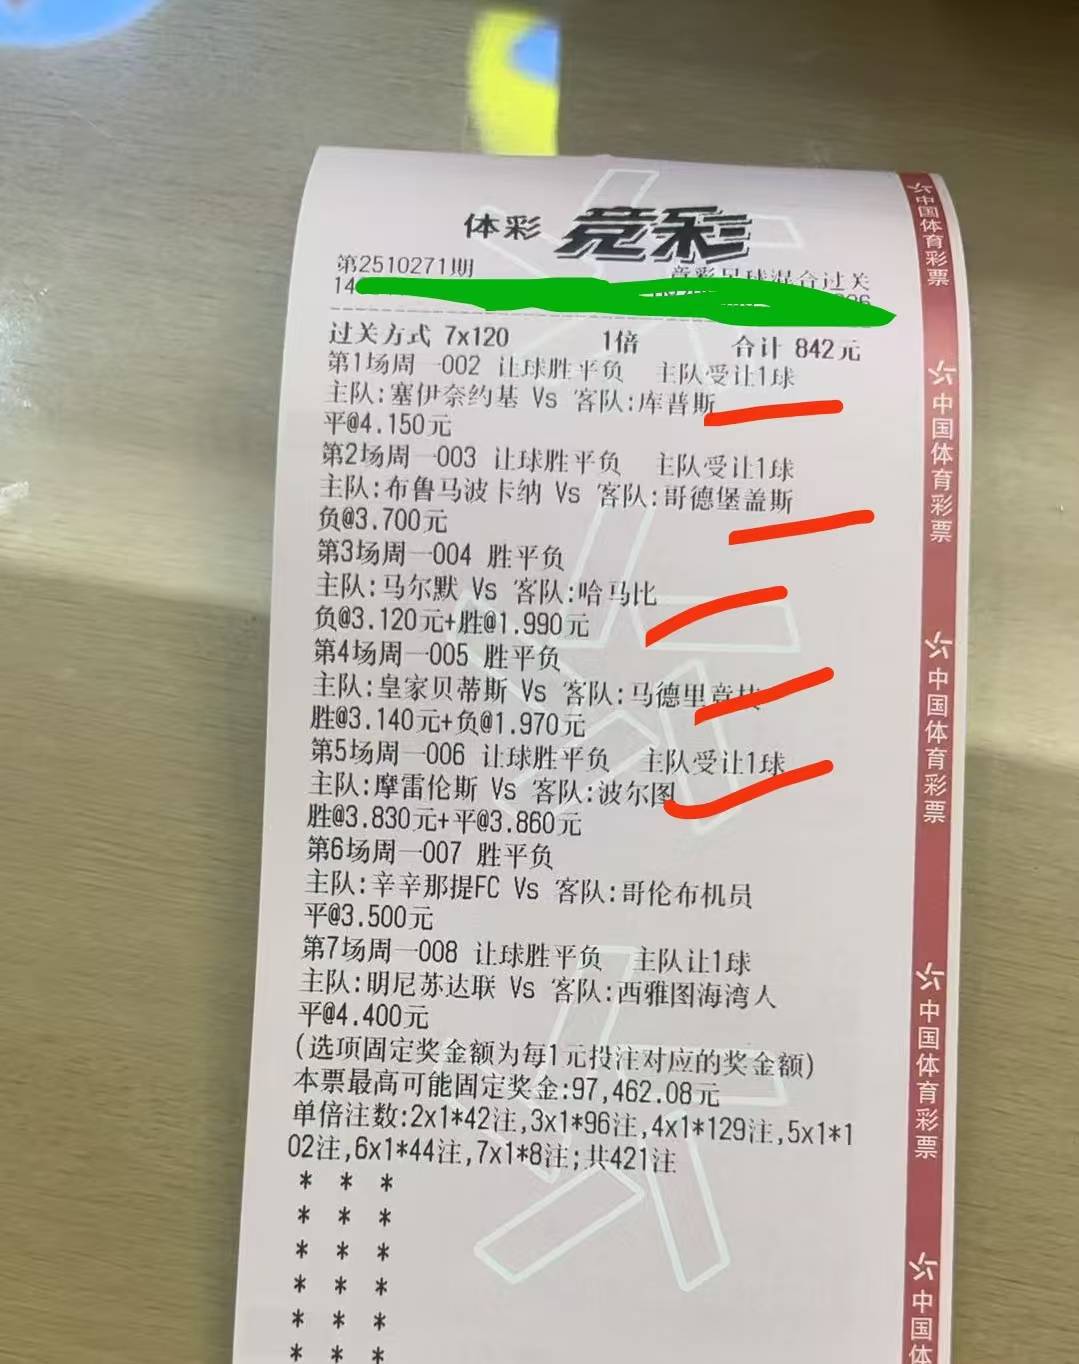 体彩 竞彩
第2510271期 竞彩足球混合过关
14
过关方式 7x120 1倍 合计 842元
第1场周一002 让球胜平负 主队受让1球
主队:塞伊奈约基 Vs 客队:库普斯
平@4.150元
第2场周一003 让球胜平负 主队受让1球
主队:布鲁马波卡纳 Vs 客队:哥德堡盖斯
负@3.700元
第3场周一004 胜平负
主队:马尔默 Vs 客队:哈马比
负@3.120元+胜@1.990元
第4场周一005 胜平负
主队:皇家贝蒂斯 Vs 客队:马德里竞技
胜@3.140元+负@1.970元
第5场周一006 让球胜平负 主队受让1球
主队:摩雷伦斯 Vs 客队:波尔图
胜@3.830元+平@3.860元
第6场周一007 胜平负
主队:辛辛那提FC Vs 客队:哥伦布机员
平@3.500元
第7场周一008 让球胜平负 主队让1球
主队:明尼苏达联 Vs 客队:西雅图海湾人
平@4.400元
(选项固定奖金额为每1元投注对应的奖金额)
本票最高可能固定奖金:97,462.08元
单倍注数:2x1*42注,3x1*96注,4x1*129注,5x1*1
02注,6x1*44注,7x1*8注;共421注
* * *
* * *
* * *
* * *
* * *
* * *
中国体育彩票
中国体育彩票
中国体育彩票
中国体育彩票
中国体